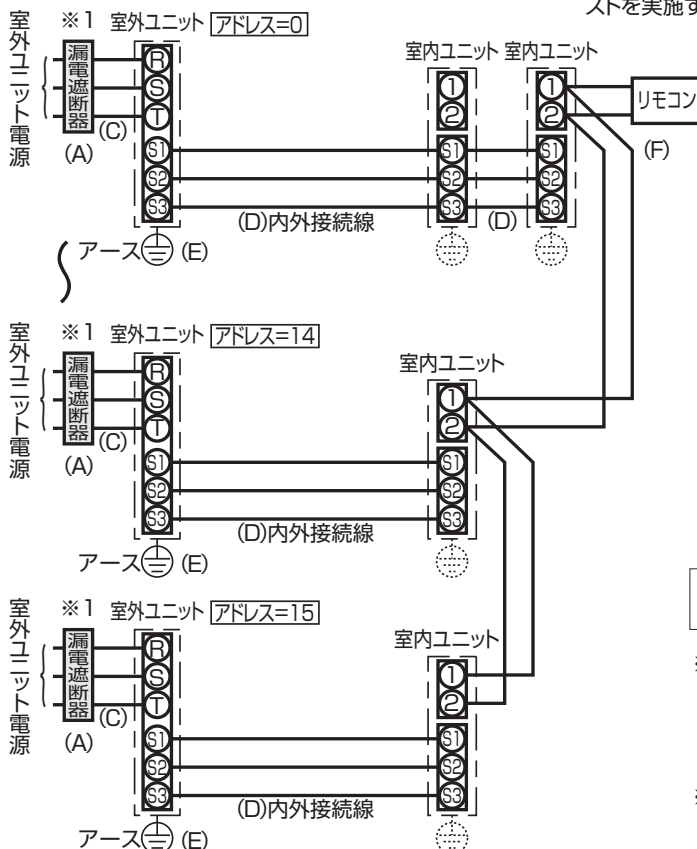 ストを実施す
室外ユニット電源
※1 室外ユニット アドレス=0
漏電遮断器
(A)
(C)
R
S
T
S1
S2
S3
室内ユニット 室内ユニット
1
2
S1
S2
S3
1
2
S1
S2
S3
リモコン
(F)
(D)内外接続線
(D)
アース (E)
室外ユニット電源
※1 室外ユニット アドレス=14
漏電遮断器
(A)
(C)
R
S
T
S1
S2
S3
室内ユニット
1
2
S1
S2
S3
(D)内外接続線
アース (E)
室外ユニット電源
※1 室外ユニット アドレス=15
漏電遮断器
(A)
(C)
R
S
T
S1
S2
S3
室内ユニット
1
2
S1
S2
S3
(D)内外接続線
アース (E)